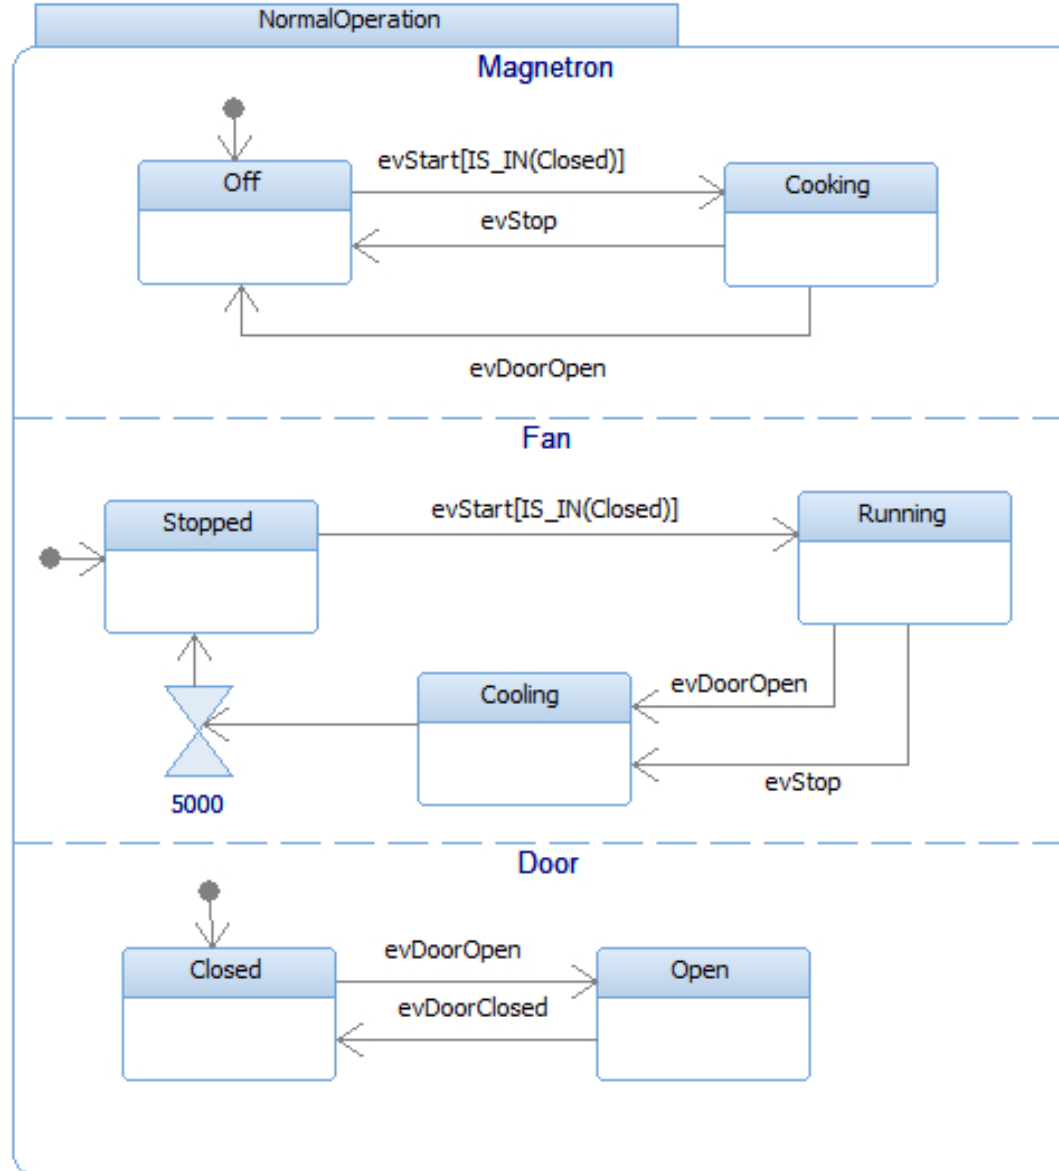 NormalOperation
Magnetron
evStart[IS_IN(Closed)]
Off
Cooking
evStop
evDoorOpen
Fan
Stopped
evStart[IS_IN(Closed)]
Running
Cooling
evDoorOpen
evStop
5000
Door
Closed
evDoorOpen
Open
evDoorClosed